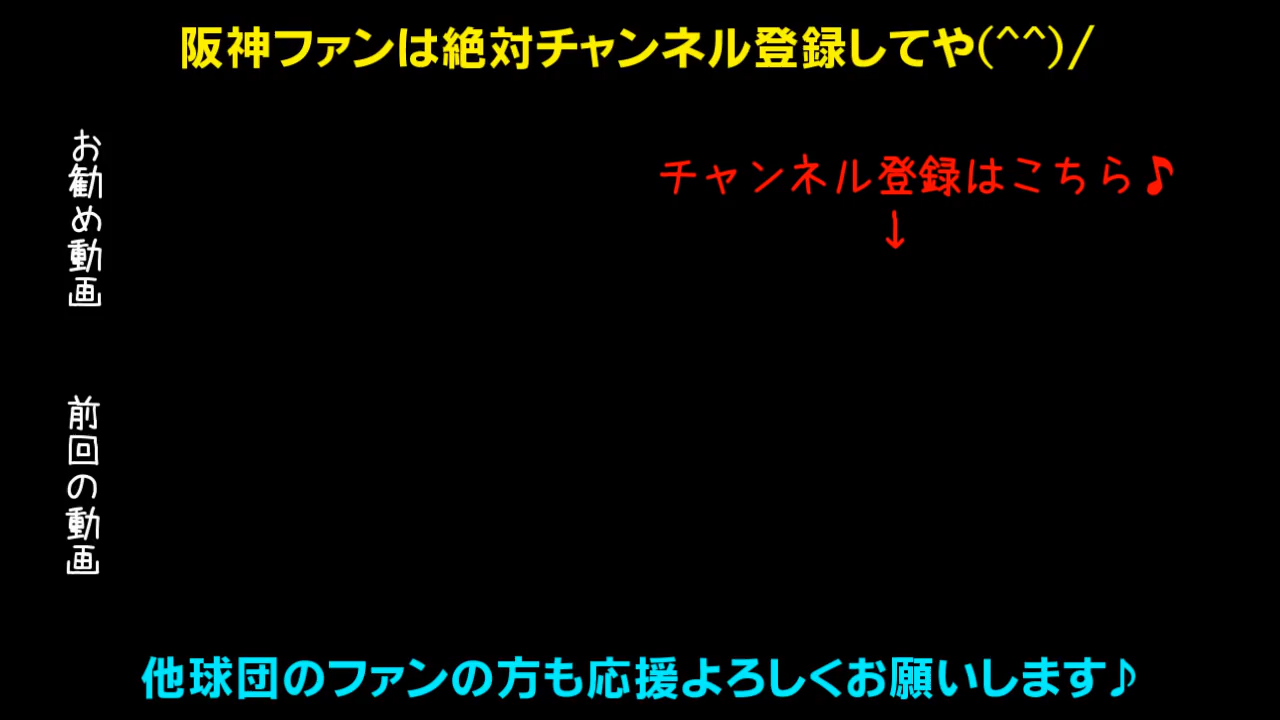 阪神ファンは絶対チャンネル登録してや(^^)/
お勧め動画
チャンネル登録はこちら♪
↓
前回の動画
他球団のファンの方も応援よろしくお願いします♪